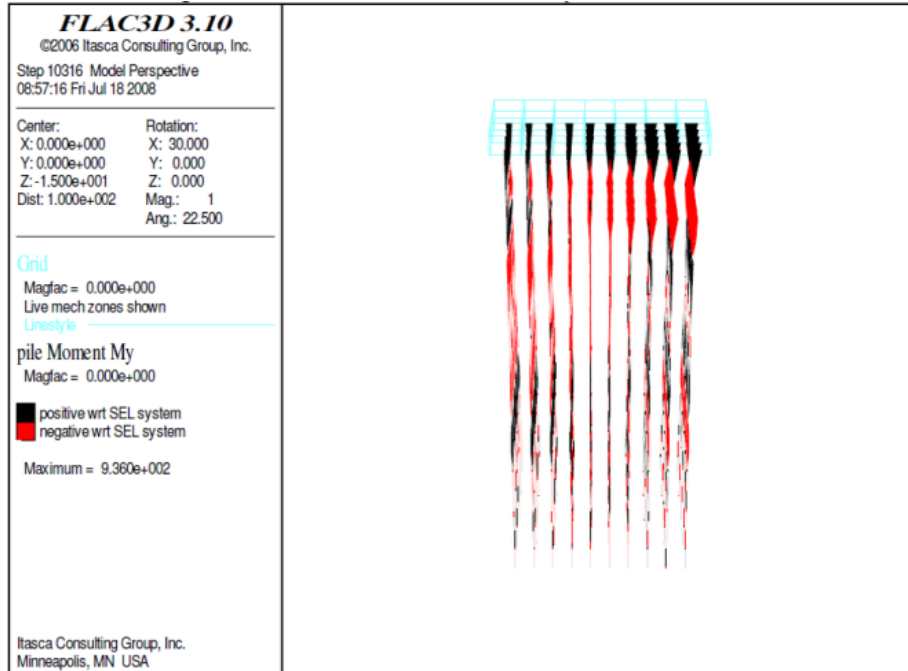 FLAC3D 3.10
©2006 Itasca Consulting Group, Inc.
Step 10316 Model Perspective
08:57:16 Fri Jul 18 2008
Center: Rotation:
X: 0.000e+000 X: 30.000
Y: 0.000e+000 Y: 0.000
Z: -1.500e+001 Z: 0.000
Dist: 1.000e+002 Mag.: 1
Ang.: 22.500
Grid
Magfac = 0.000e+000
Live mech zones shown
Linestyle
pile Moment My
Magfac = 0.000e+000
positive wrt SEL system
negative wrt SEL system
Maximum = 9.360e+002
Itasca Consulting Group, Inc.
Minneapolis, MN USA